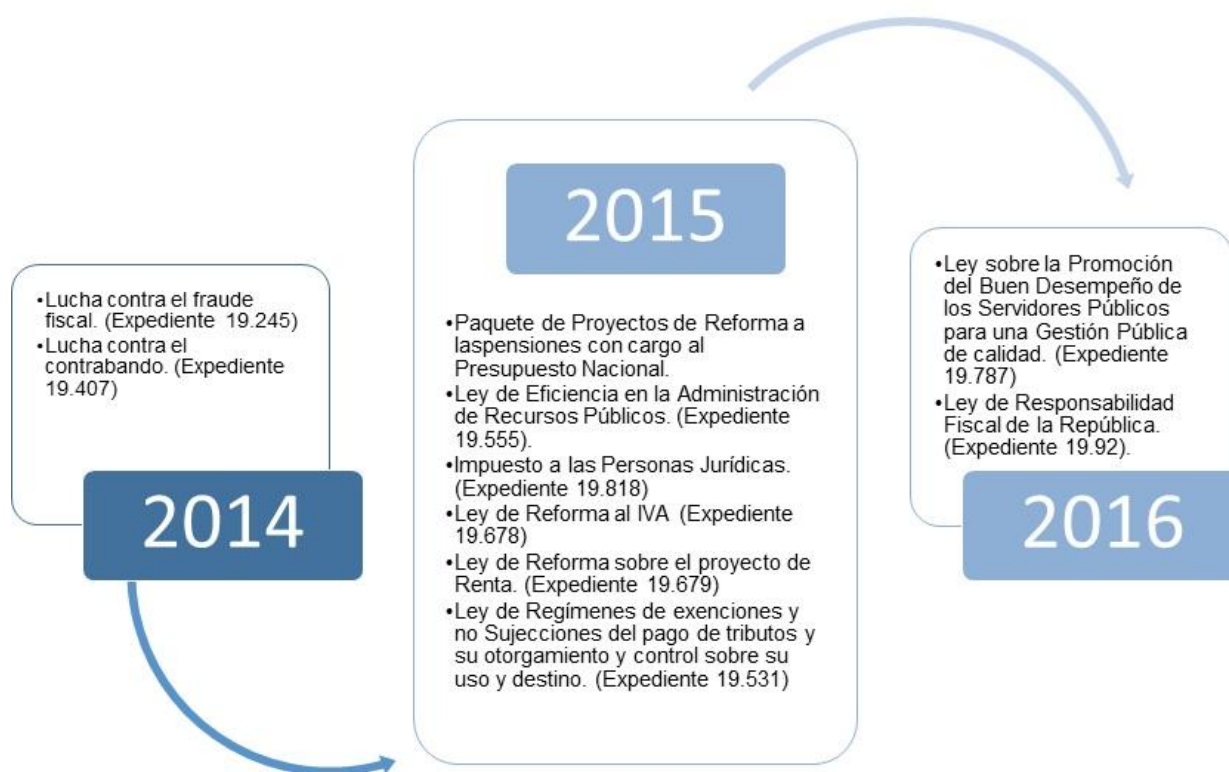 •Lucha contra el fraude
fiscal. (Expediente 19.245)
•Lucha contra el
contrabando. (Expediente
19.407)
2014
2015
•Paquete de Proyectos de Reforma a
laspensiones con cargo al
Presupuesto Nacional.
•Ley de Eficiencia en la Administración
de Recursos Públicos. (Expediente
19.555).
•Impuesto a las Personas Jurídicas.
(Expediente 19.818)
•Ley de Reforma al IVA (Expediente
19.678)
•Ley de Reforma sobre el proyecto de
Renta. (Expediente 19.679)
•Ley de Regímenes de exenciones y
no Sujecciones del pago de tributos y
su otorgamiento y control sobre su
uso y destino. (Expediente 19.531)
•Ley sobre la Promoción
del Buen Desempeño de
los Servidores Públicos
para una Gestión Pública
de calidad. (Expediente
19.787)
•Ley de Responsabilidad
Fiscal de la República.
(Expediente 19.92).
2016